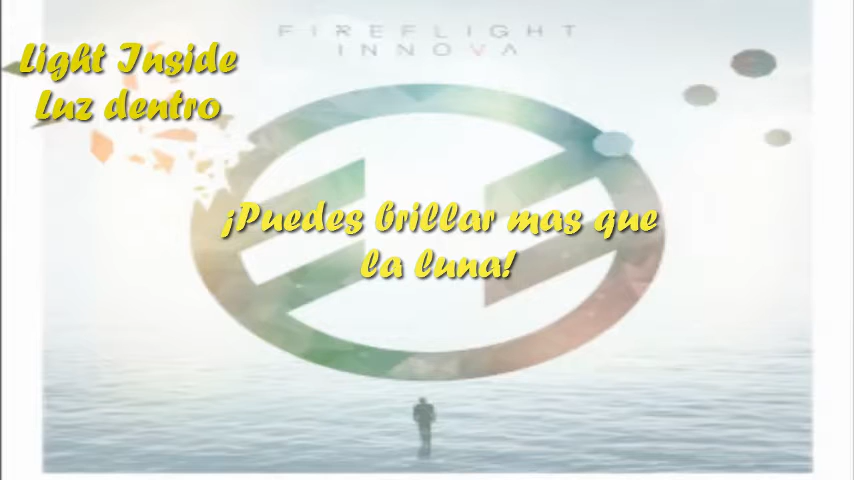 FIREFLIGHT
INNOVA
Light Inside
Luz dentro
¡Puedes brillar mas que
la luna!